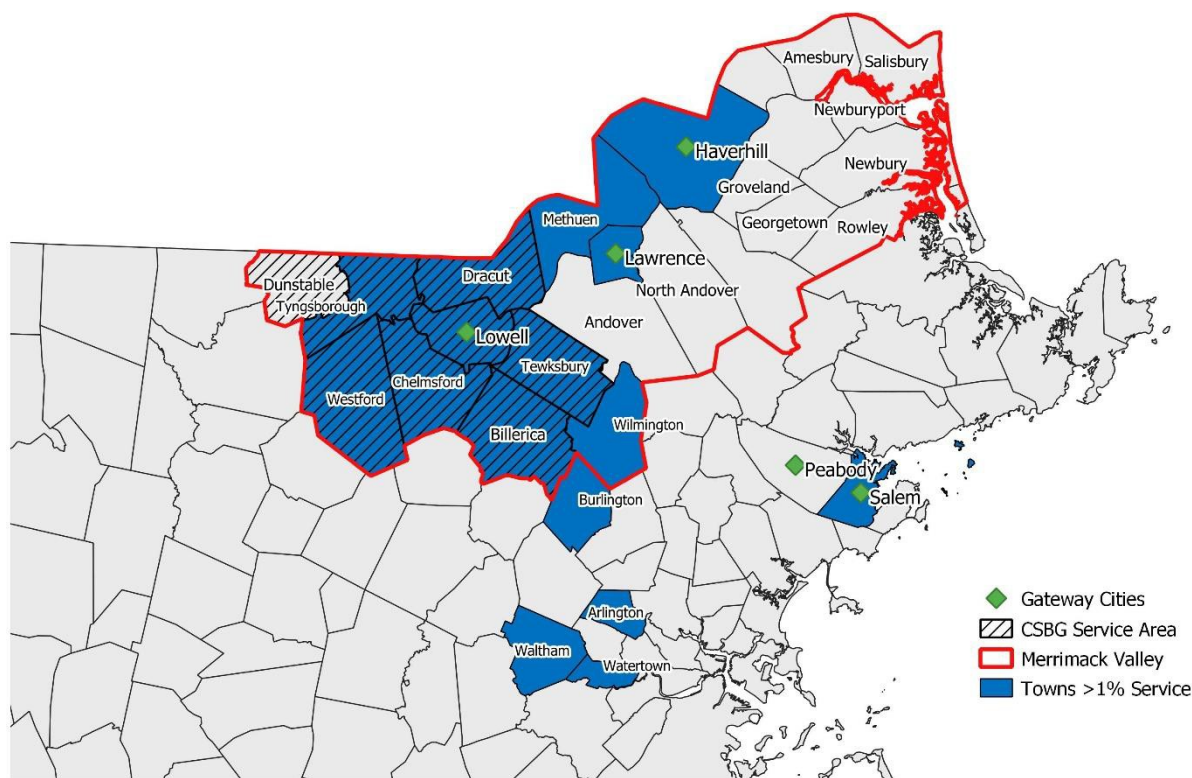 Amesbury
Salisbury
Newburyport
Haverhill
Newbury
Groveland
Methuen
Georgetown
Rowley
Lawrence
Dracut
Dunstable
North Andover
Tyngsborough
Andover
Lowell
Tewksbury
Chelmsford
Westford
Wilmington
Billerica
Peabody
Salem
Burlington
Arlington
Waltham
Watertown
Gateway Cities
CSBG Service Area
Merrimack Valley
Towns >1% Service